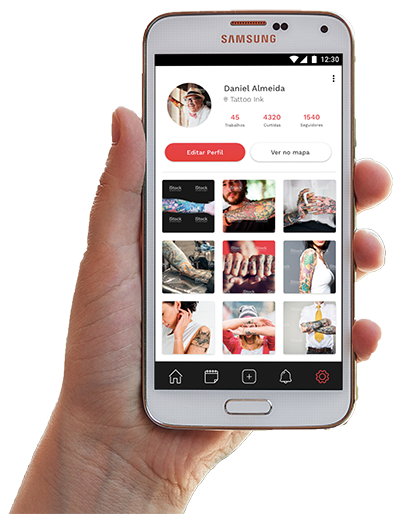 SAMSUNG
12:30
Daniel Almeida
Tattoo Ink
45 4320 1540
Trabalhos Curtidas Seguidores
Editar Perfil Ver no mapa
iStock iStock
iStock